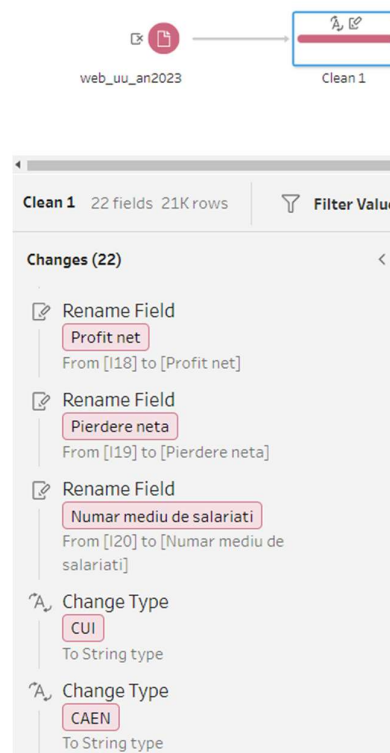 web_uu_an2023
Clean 1
Clean 1 22 fields 21K rows Filter
Changes (22)
Rename Field
Profit net
From [I18] to [Profit net]
Rename Field
Pierdere neta
From [I19] to [Pierdere neta]
Rename Field
Numar mediu de salariati
From [I20] to [Numar mediu de
salariati]
Change Type
CUI
To String type
Change Type
CAEN
To String type